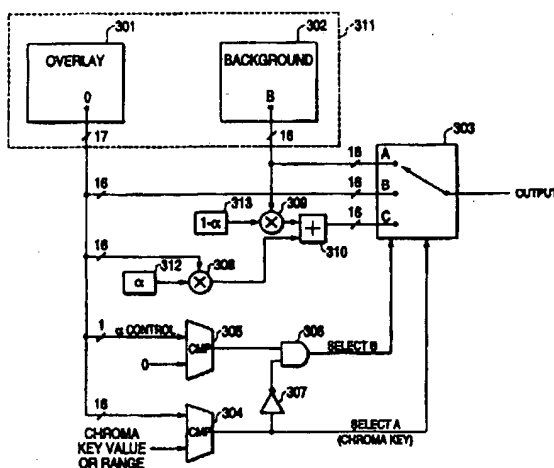 301
302
311
OVERLAY
BACKGROUND
O
B
17
16
303
16
A
16
B
OUTPUT
313
1-α
309
16
C
+
310
16
312
308
α
1
α CONTROL
305
306
CMP
SELECT B
0
307
16
304
CMP
SELECT A
(CHROMA KEY)
CHROMA
KEY VALUE
OR RANGE